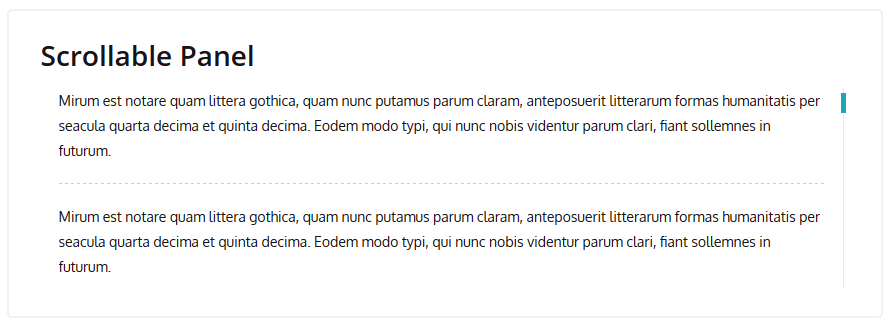 Scrollable Panel
Mirum est notare quam littera gothica, quam nunc putamus parum claram, anteposuerit litterarum formas humanitatis per
seacula quarta decima et quinta decima. Eodem modo typi, qui nunc nobis videntur parum clari, fiant sollemnes in
futurum.
Mirum est notare quam littera gothica, quam nunc putamus parum claram, anteposuerit litterarum formas humanitatis per
seacula quarta decima et quinta decima. Eodem modo typi, qui nunc nobis videntur parum clari, fiant sollemnes in
futurum.